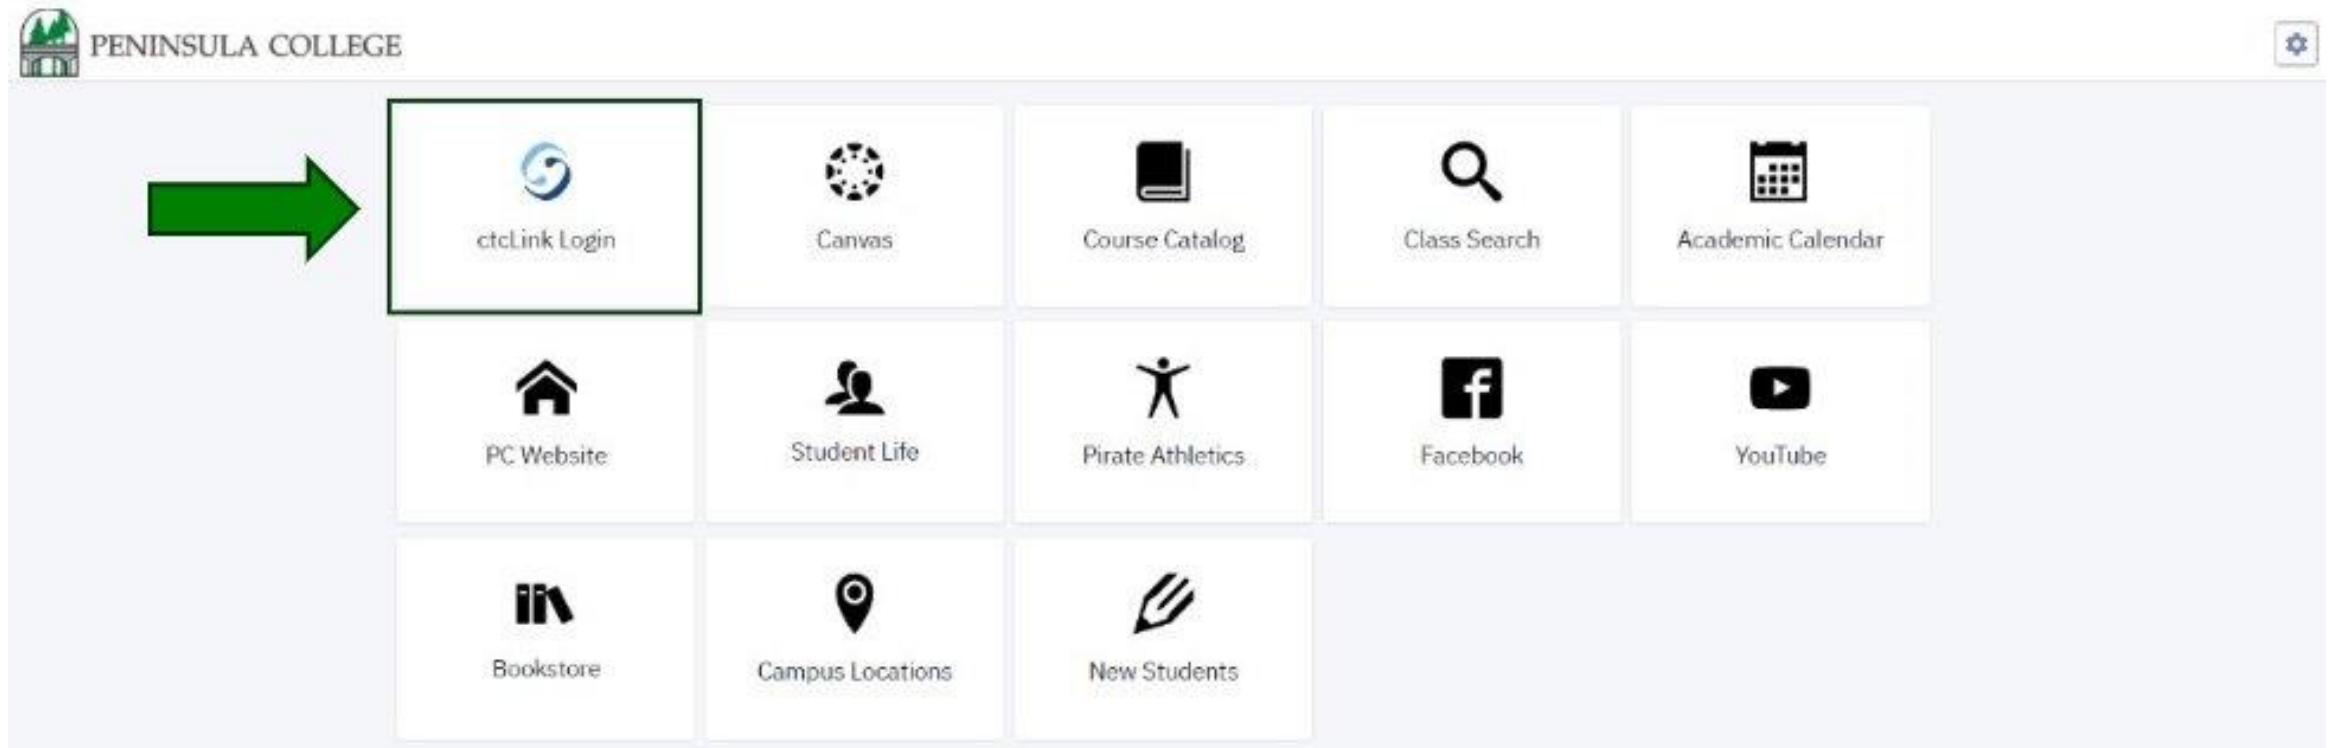 PENINSULA COLLEGE
ctcLink Login
Canvas
Course Catalog
Class Search
Academic Calendar
PC Website
Student Life
Pirate Athletics
Facebook
YouTube
Bookstore
Campus Locations
New Students